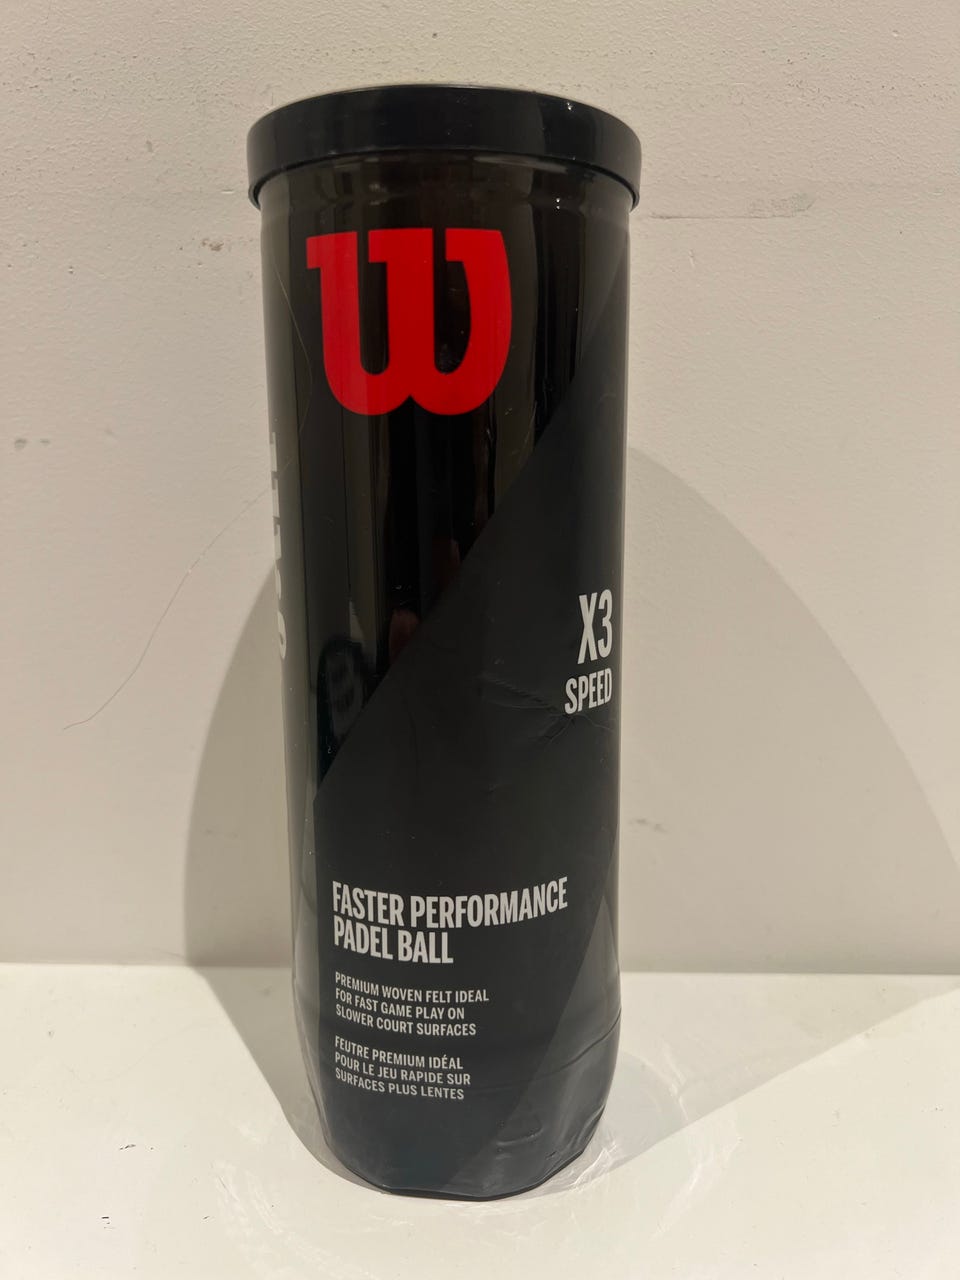 W
X3
SPEED
FASTER PERFORMANCE
PADEL BALL
PREMIUM WOVEN FELT IDEAL
FOR FAST GAME PLAY ON
SLOWER COURT SURFACES
FEUTRE PREMIUM IDÉAL
POUR LE JEU RAPIDE SUR
SURFACES PLUS LENTES